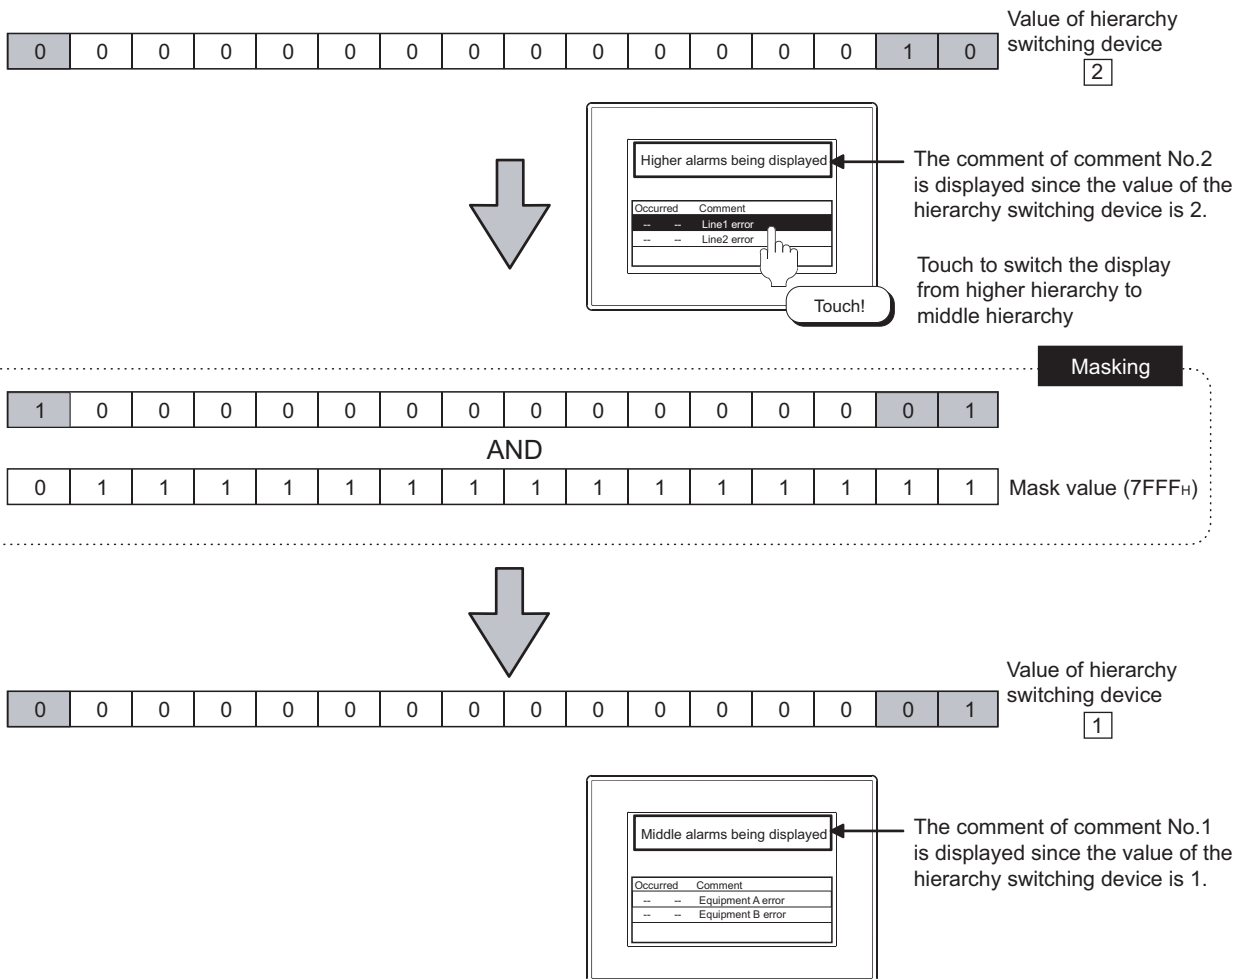 Value of hierarchy
switching device
2
0 0 0 0 0 0 0 0 0 0 0 0 0 0 1 0
Higher alarms being displayed
Occurred Comment
-- -- Line1 error
-- -- Line2 error
Touch!
The comment of comment No.2
is displayed since the value of the
hierarchy switching device is 2.
Touch to switch the display
from higher hierarchy to
middle hierarchy
Masking
1 0 0 0 0 0 0 0 0 0 0 0 0 0 0 1
AND
0 1 1 1 1 1 1 1 1 1 1 1 1 1 1 1 Mask value (7FFFH)
Value of hierarchy
switching device
1
0 0 0 0 0 0 0 0 0 0 0 0 0 0 0 1
Middle alarms being displayed
Occurred Comment
-- -- Equipment A error
-- -- Equipment B error
The comment of comment No.1
is displayed since the value of the
hierarchy switching device is 1.